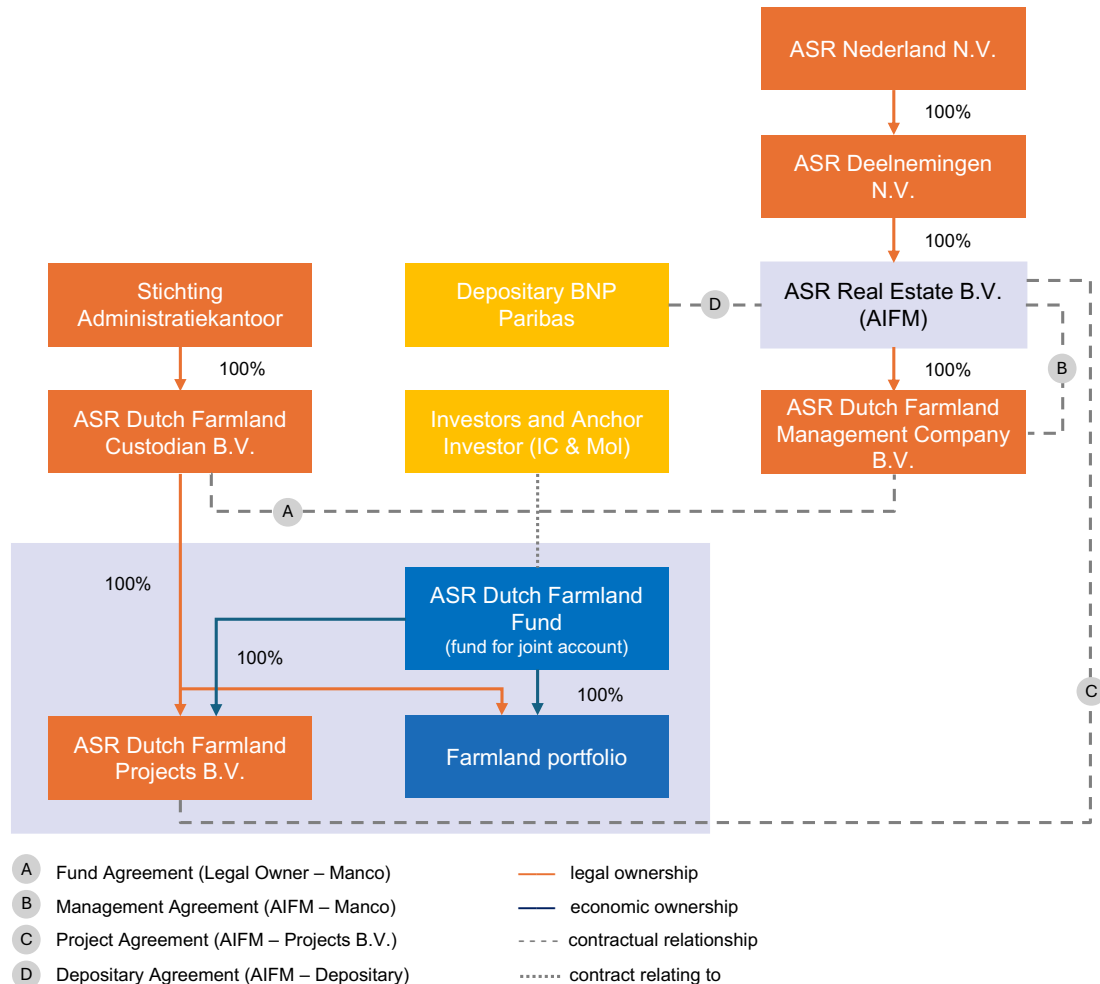 ASR Nederland N.V.
100%
ASR Deelnemingen
N.V.
100%
Stichting
Administratiekantoor
Depositary BNP
Paribas
D
ASR Real Estate B.V.
(AIFM)
100%
100%
B
ASR Dutch Farmland
Custodian B.V.
Investors and Anchor
Investor (IC & MoI)
ASR Dutch Farmland
Management Company
B.V.
A
100%
ASR Dutch Farmland
Fund
(fund for joint account)
100%
100%
C
ASR Dutch Farmland
Projects B.V.
Farmland portfolio
A Fund Agreement (Legal Owner – Manco)
B Management Agreement (AIFM – Manco)
C Project Agreement (AIFM – Projects B.V.)
D Depositary Agreement (AIFM – Depositary)
legal ownership
economic ownership
contractual relationship
contract relating to